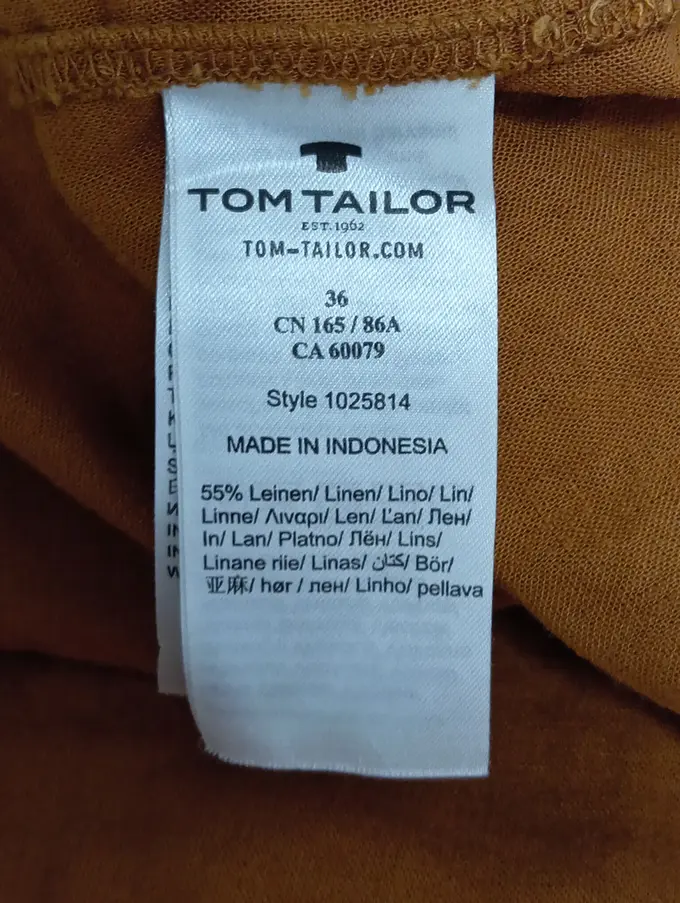 TOM TAILOR
EST. 1962
TOM-TAILOR.COM
36
CN 165 / 86A
CA 60079
Style 1025814
MADE IN INDONESIA
55% Leinen/ Linen/ Lino/ Lin/
Linne/ Λιναρι/ Len/ Ľan/ Лен/
In/ Lan/ Platno/ Лён/ Lins/
Linane riie/ Linas/ كتان/ Bör/
亚麻/ hør / лен/ Linho/ pellava